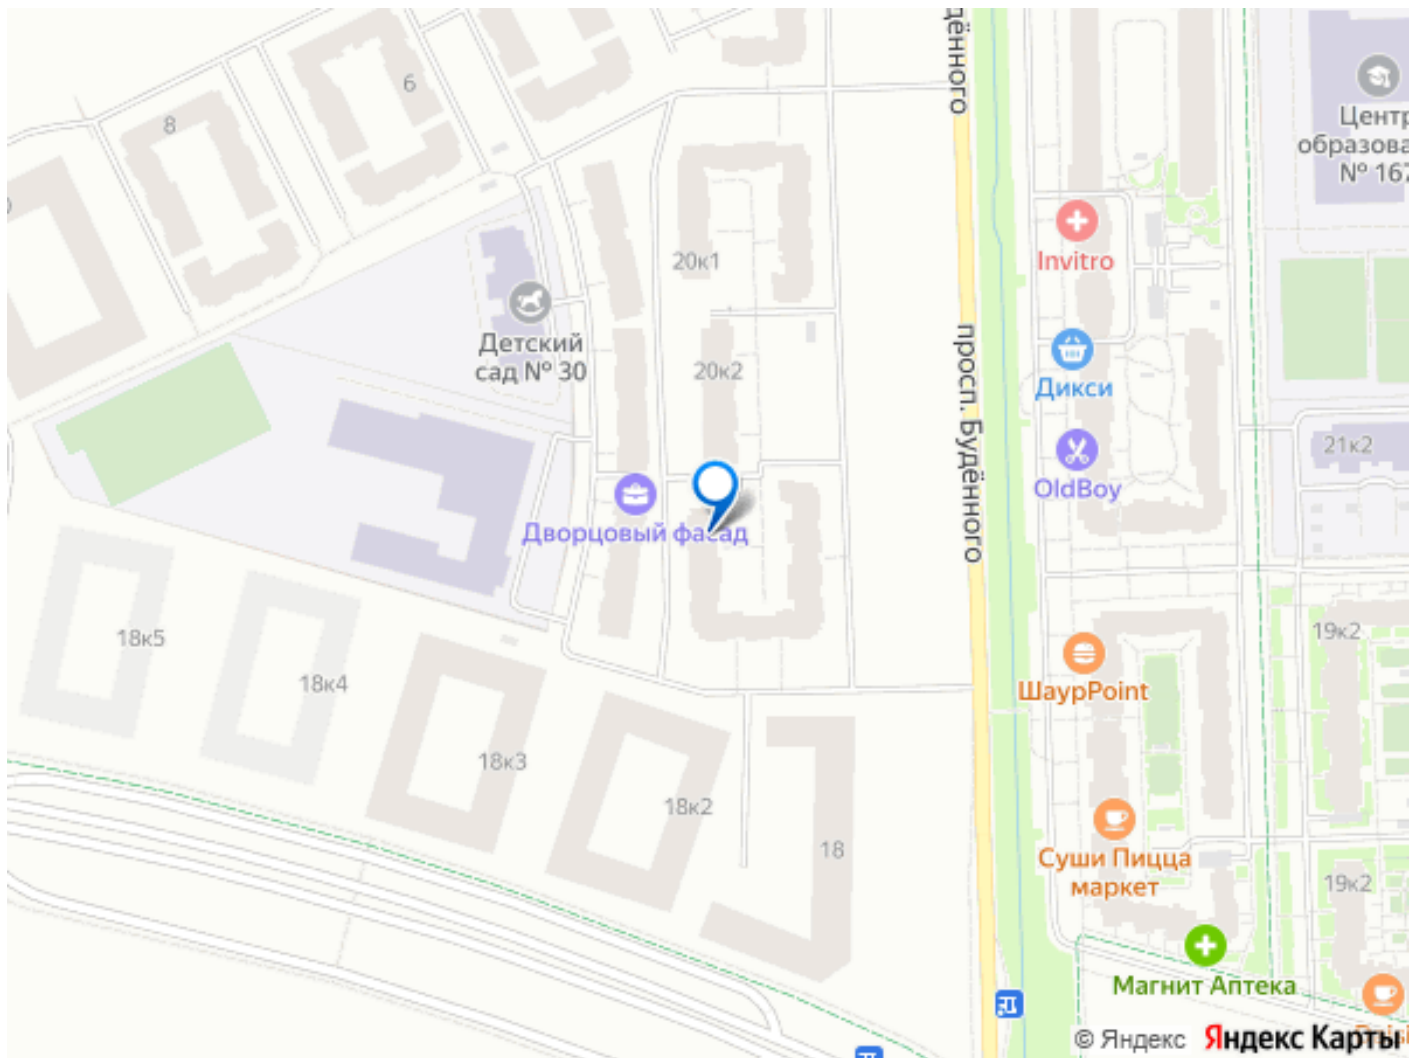 дённого
6
8
Центр
образова
№ 167
20к1
Invitro
Детский
сад № 30
20к2
Дикси
просп. Будённого
21к2
OldBoy
Дворцовый фасад
18к5
19к2
18к4
ШаурPoint
18к3
18к2
18
Суши Пицца
маркет
19к2
Магнит Аптека
© Яндекс Яндекс Карты